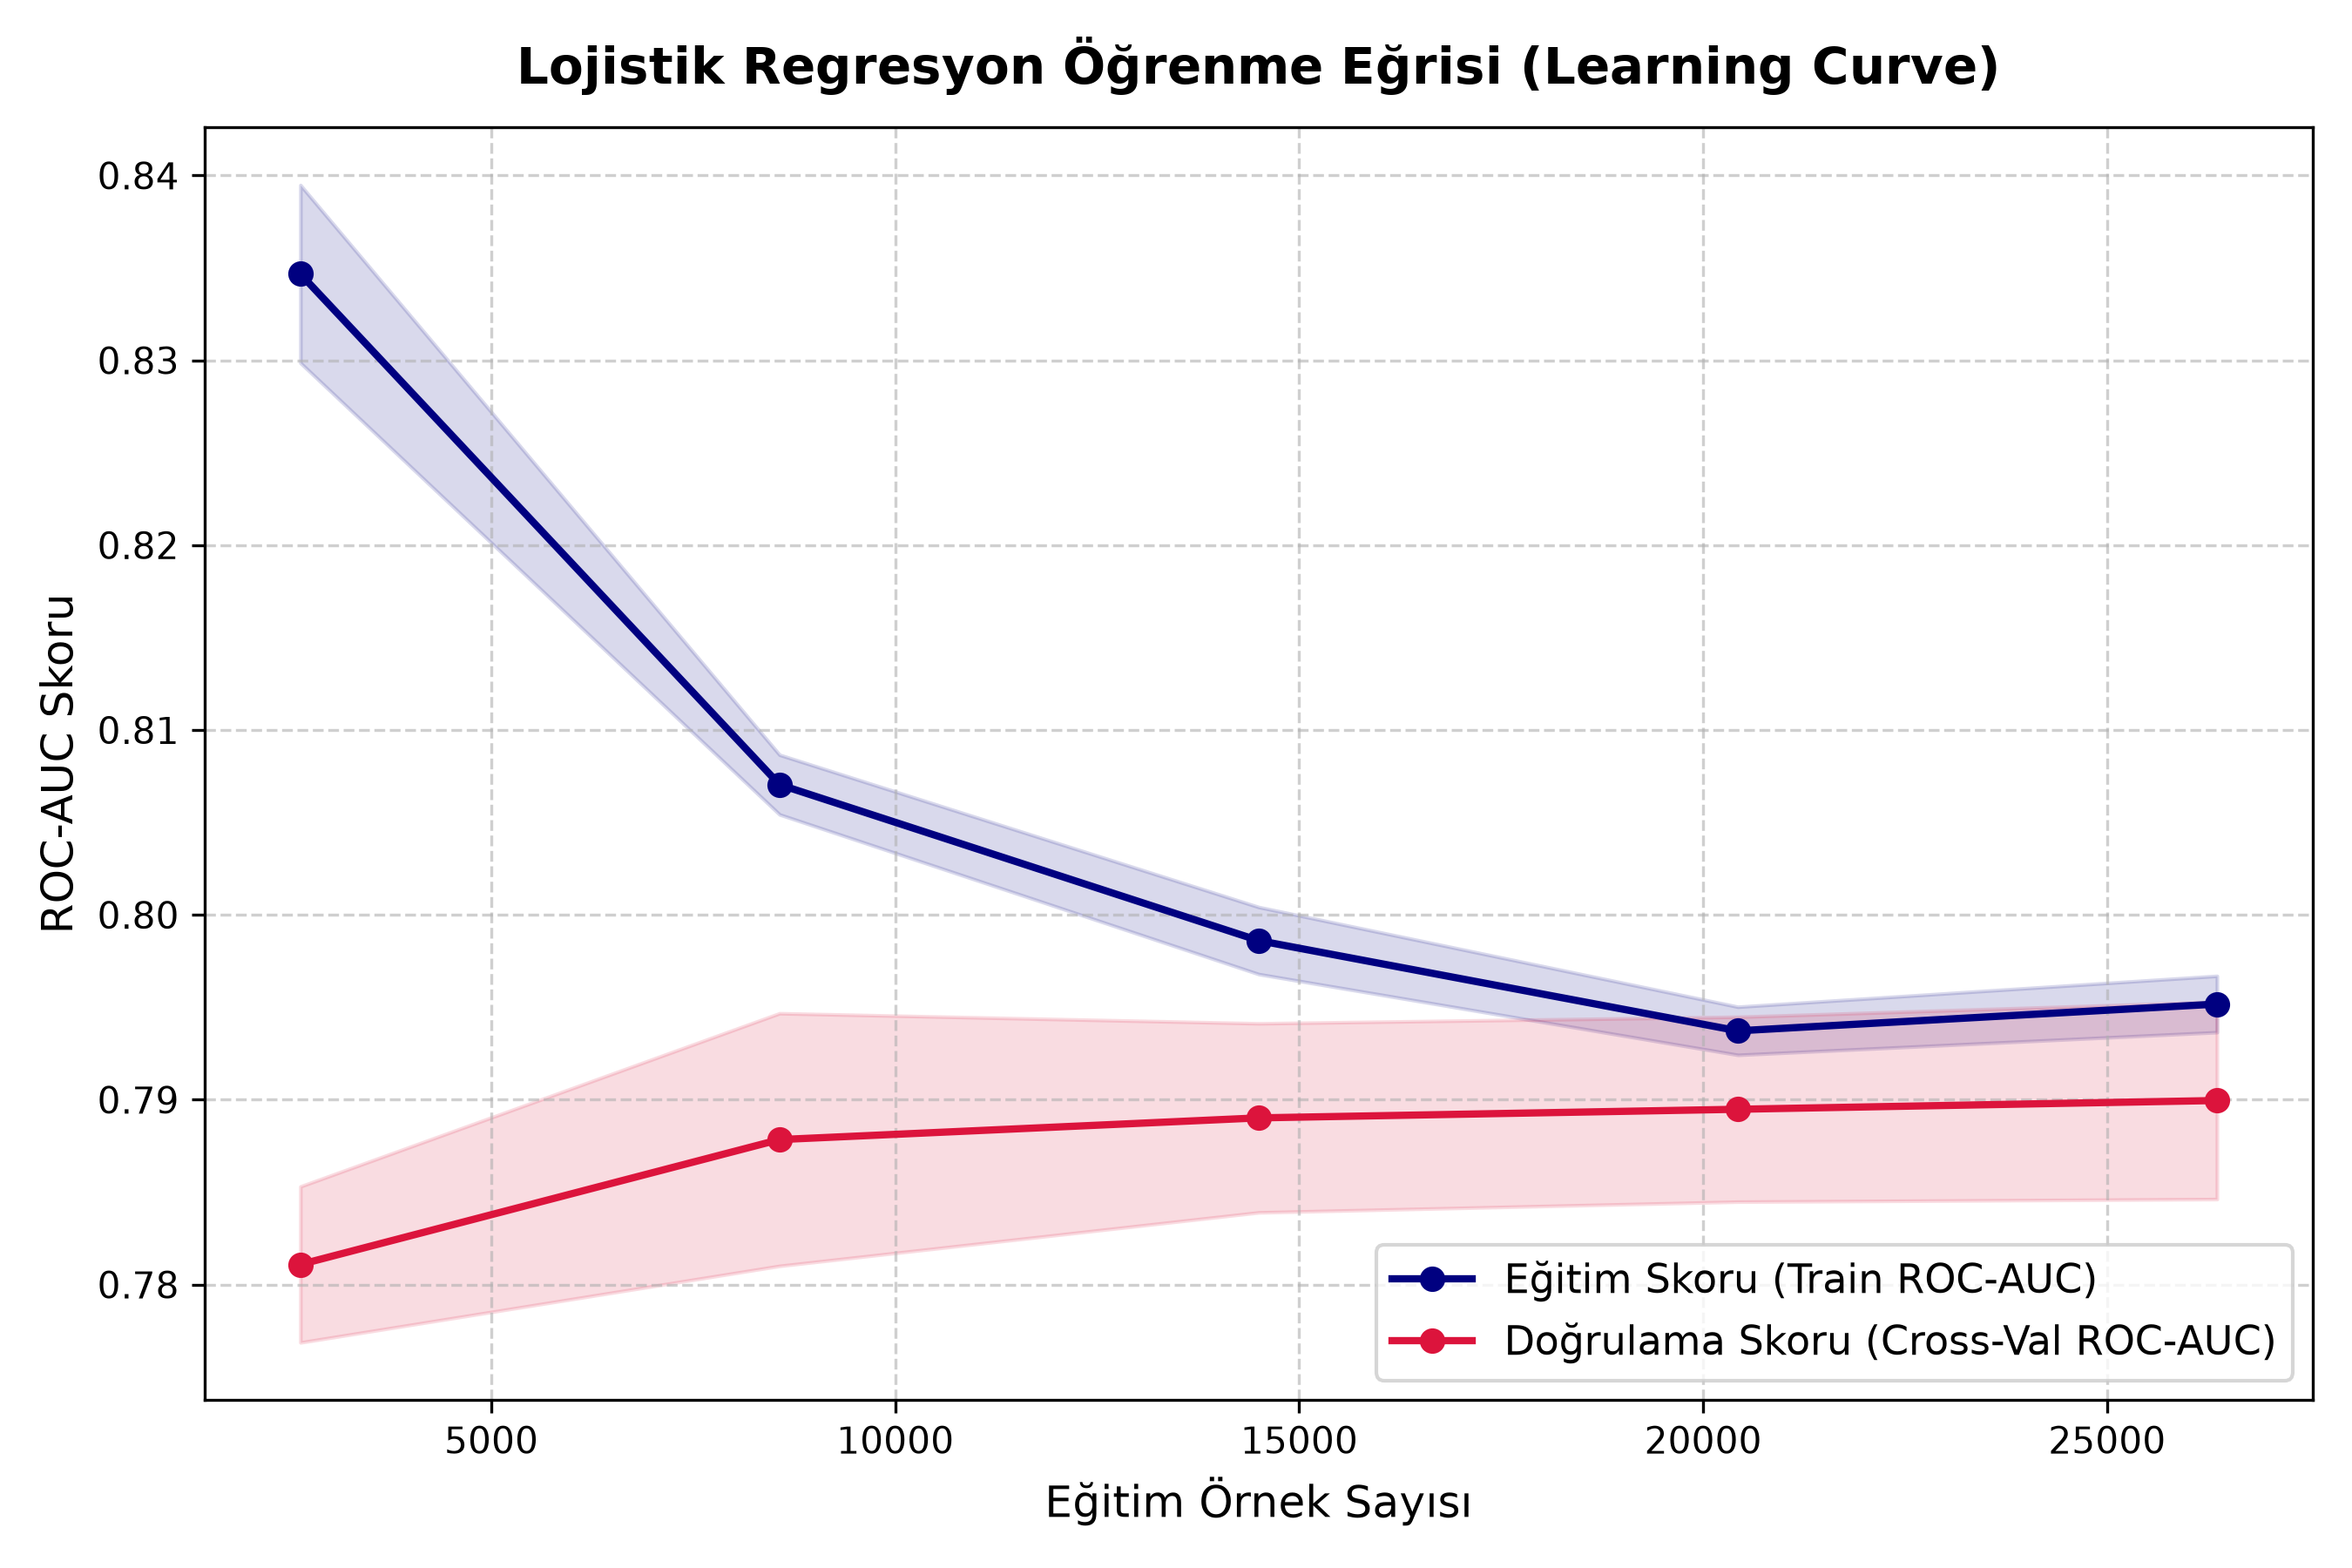 Lojistik Regresyon Öğrenme Eğrisi (Learning Curve)
ROC-AUC Skoru
0.84
0.83
0.82
0.81
0.80
0.79
0.78
Eğitim Skoru (Train ROC-AUC)
Doğrulama Skoru (Cross-Val ROC-AUC)
5000 10000 15000 20000 25000
Eğitim Örnek Sayısı